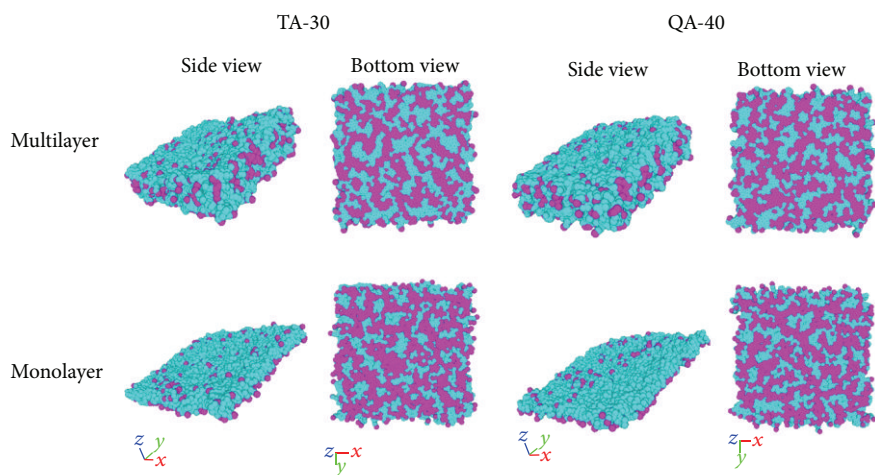 TA-30
QA-40
Side view
Bottom view
Side view
Bottom view
Multilayer
Monolayer
z y x
z x y
z y x
z x y